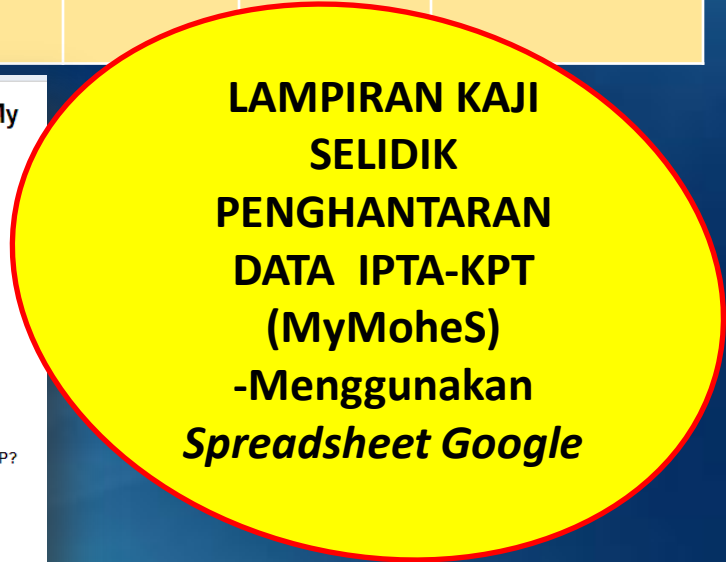 LAMPIRAN KAJI
SELIDIK
PENGHANTARAN
DATA IPTA-KPT
(MyMoheS)
-Menggunakan
Spreadsheet Google
P?